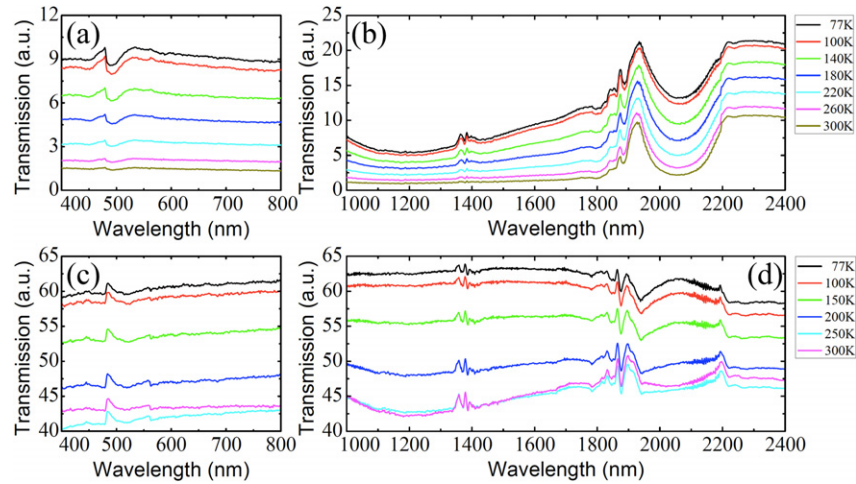 (a)
12
9
6
3
0
Transmission (a.u.)
400 500 600 700 800
Wavelength (nm)
(b)
25
20
15
10
5
0
Transmission (a.u.)
1000 1200 1400 1600 1800 2000 2200 2400
Wavelength (nm)
77K
100K
140K
180K
220K
260K
300K
(c)
65
60
55
50
45
40
Transmission (a.u.)
400 500 600 700 800
Wavelength (nm)
(d)
65
60
55
50
45
40
Transmission (a.u.)
1000 1200 1400 1600 1800 2000 2200 2400
Wavelength (nm)
77K
100K
150K
200K
250K
300K